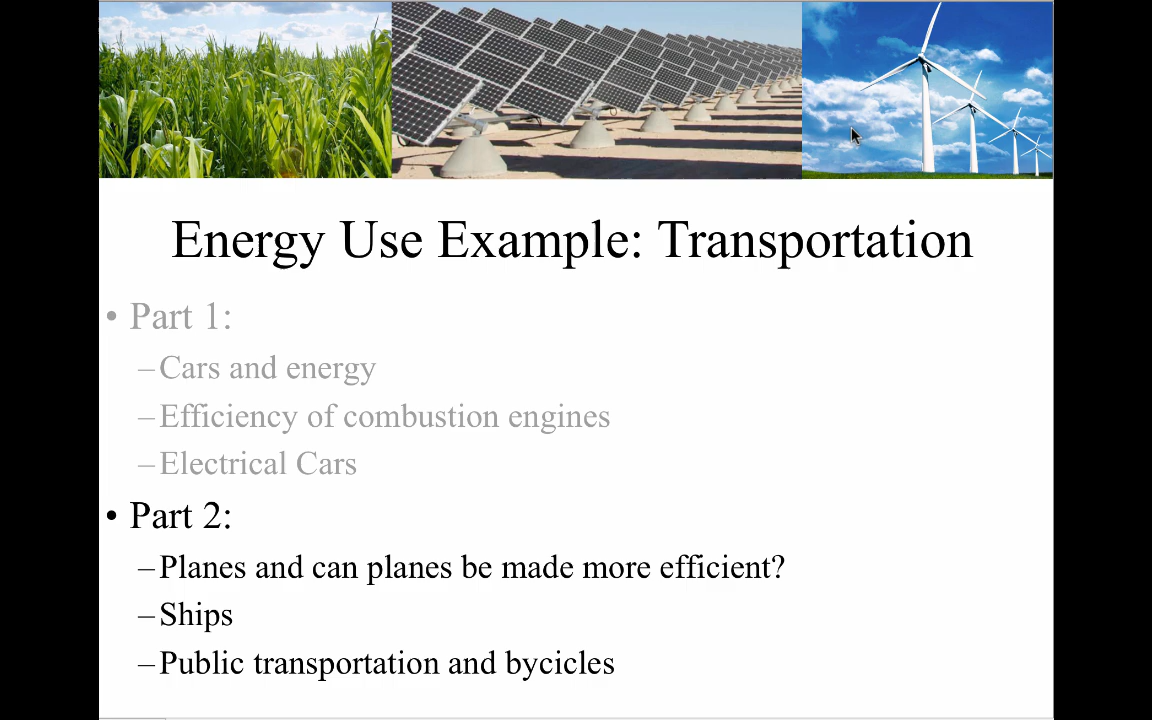 Energy Use Example: Transportation
• Part 1:
–Cars and energy
–Efficiency of combustion engines
–Electrical Cars
• Part 2:
–Planes and can planes be made more efficient?
–Ships
–Public transportation and bycicles